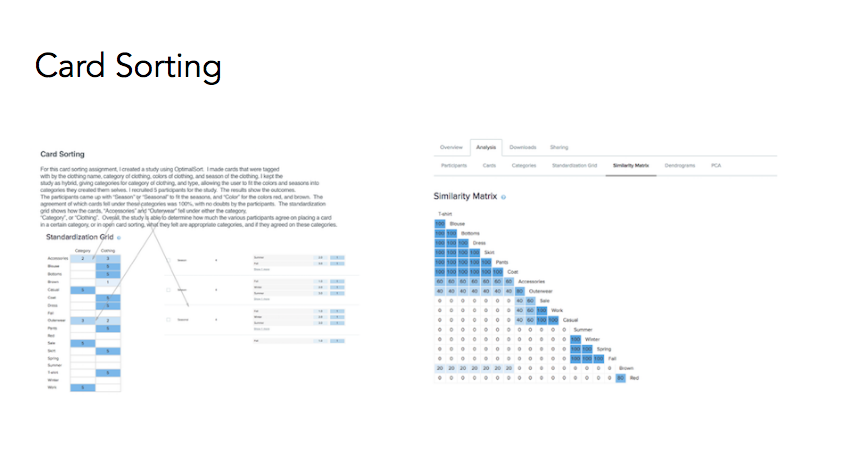 Card Sorting
Card Sorting
For this card sorting assignment, I created a study using OptimalSort. I made cards that were tagged
with by the clothing name, category of clothing, colors of clothing, and season of the clothing. I kept the
study as hybrid, giving categories for category of clothing, and type, allowing the user to fit the colors and seasons into
categories they created them selves. I recruited 5 participants for the study. The results show the outcomes.
The participants came up with "Season" or "Seasonal" to fit the seasons, and "Color" for the colors red, and brown. The
agreement of which cards fell under these categories was 100%, with no doubts by the participants. The standardization
grid shows how the cards, "Accessories" and "Outerwear" fell under either the category.
"Category", or "Clothing". Overall, the study is able to determine how much the various participants agree on placing a card
in a certain category, or in open card sorting, what they felt are appropriate categories, and if they agreed on these categories.
Standardization Grid
Category Clothing
Accessories 2 3
Blouse 5
Bottoms 5
Brown 1
Casual 5
Coat 5
Dress 5
Fall
Outerwear 3 2
Pants 5
Red
Sale 5
Skirt 5
Spring
Summer
T-shirt 5
Winter
Work 5
Overview Analysis Downloads Sharing
Participants Cards Categories Standardization Grid Similarity Matrix Dendrograms PCA
Similarity Matrix
T-shirt
100 Blouse
100 100 Bottoms
100 100 100 Dress
100 100 100 100 Skirt
100 100 100 100 100 Pants
100 100 100 100 100 100 Coat
60 60 60 60 60 60 60 Accessories
40 40 40 40 40 40 40 80 Outerwear
0 0 0 0 0 0 0 40 60 Sale
0 0 0 0 0 0 0 40 60 100 Work
0 0 0 0 0 0 0 40 60 100 100 Casual
0 0 0 0 0 0 0 0 0 0 0 0 Summer
0 0 0 0 0 0 0 0 0 0 0 0 100 Winter
0 0 0 0 0 0 0 0 0 0 0 0 100 100 Spring
0 0 0 0 0 0 0 0 0 0 0 0 100 100 100 Fall
20 20 20 20 20 20 20 0 0 0 0 0 0 0 0 0 Brown
0 0 0 0 0 0 0 0 0 0 0 0 0 0 0 0 80 Red